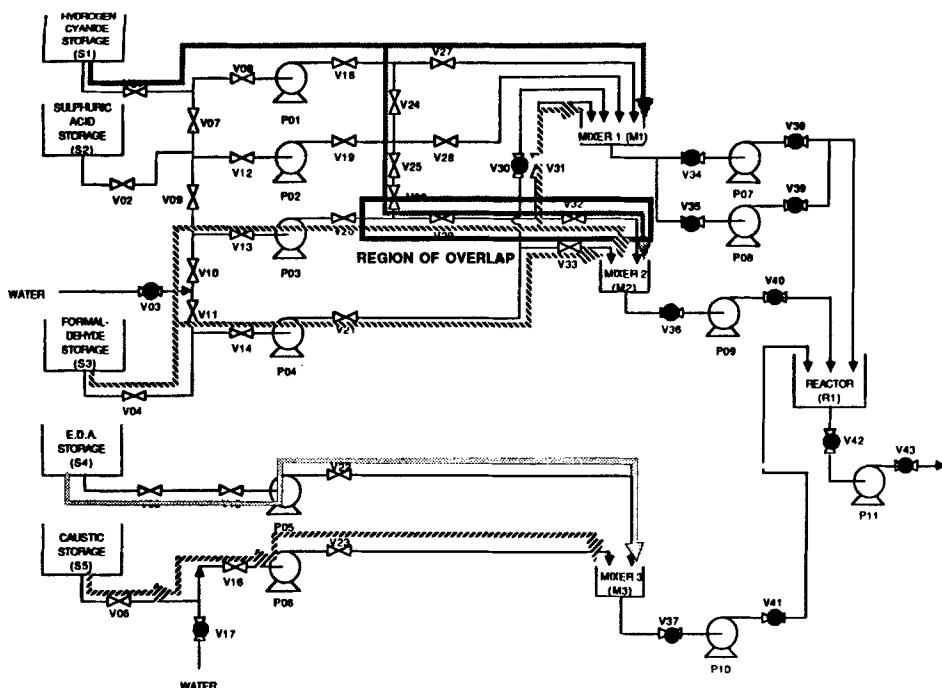 HYDROGEN
CYANIDE
STORAGE
(S1)
V27
V18
P01
V07
V24
SULPHURIC
ACID
STORAGE
(S2)
V02
V12
P02
V19
V28
V25
V09
MIXER 1 (M1)
V30
V31
V34
P07
V38
V35
P08
V39
V13
P03
V32
REGION OF OVERLAP
V33
MIXER 2
(M2)
V10
WATER
V03
V11
FORMAL-
DEHYDE
STORAGE
(S3)
V04
V14
P04
V21
V36
P09
V40
REACTOR
(R1)
V42
V43
P11
E.D.A.
STORAGE
(S4)
V22
P05
CAUSTIC
STORAGE
(S5)
V06
V16
P06
V23
MIXER 3
(M3)
V37
P10
V41
V17
WATER